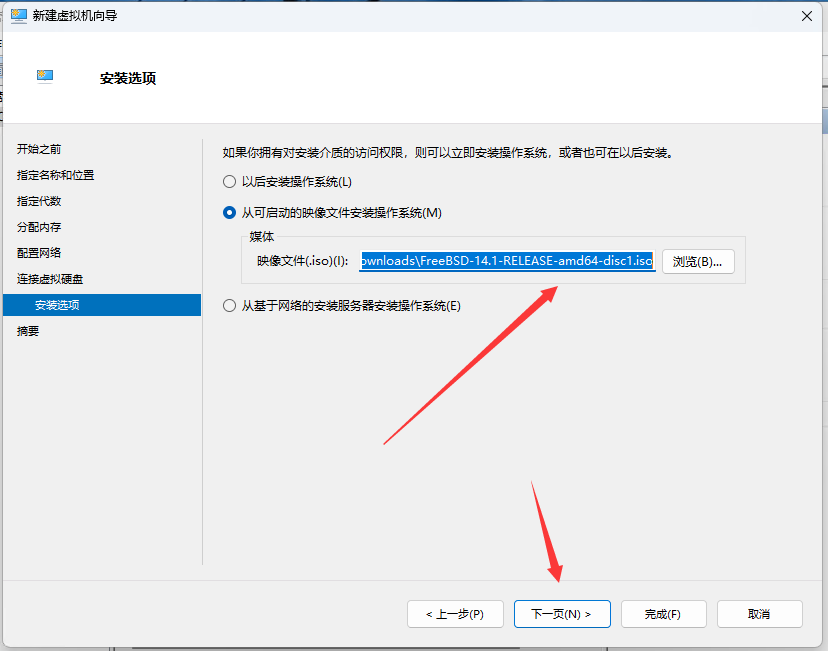 新建虚拟机向导
安装选项
开始之前
指定名称和位置
指定代数
分配内存
配置网络
连接虚拟硬盘
安装选项
摘要
如果你拥有对安装介质的访问权限，则可以立即安装操作系统，或者也可在以后安装。
以后安装操作系统(L)
从可启动的映像文件安装操作系统(M)
媒体
映像文件(.iso)(I): ownloads\FreeBSD-14.1-RELEASE-amd64-disc1.iso 浏览(B)...
从基于网络的安装服务器安装操作系统(E)
< 上一步(P) 下一页(N) > 完成(F) 取消